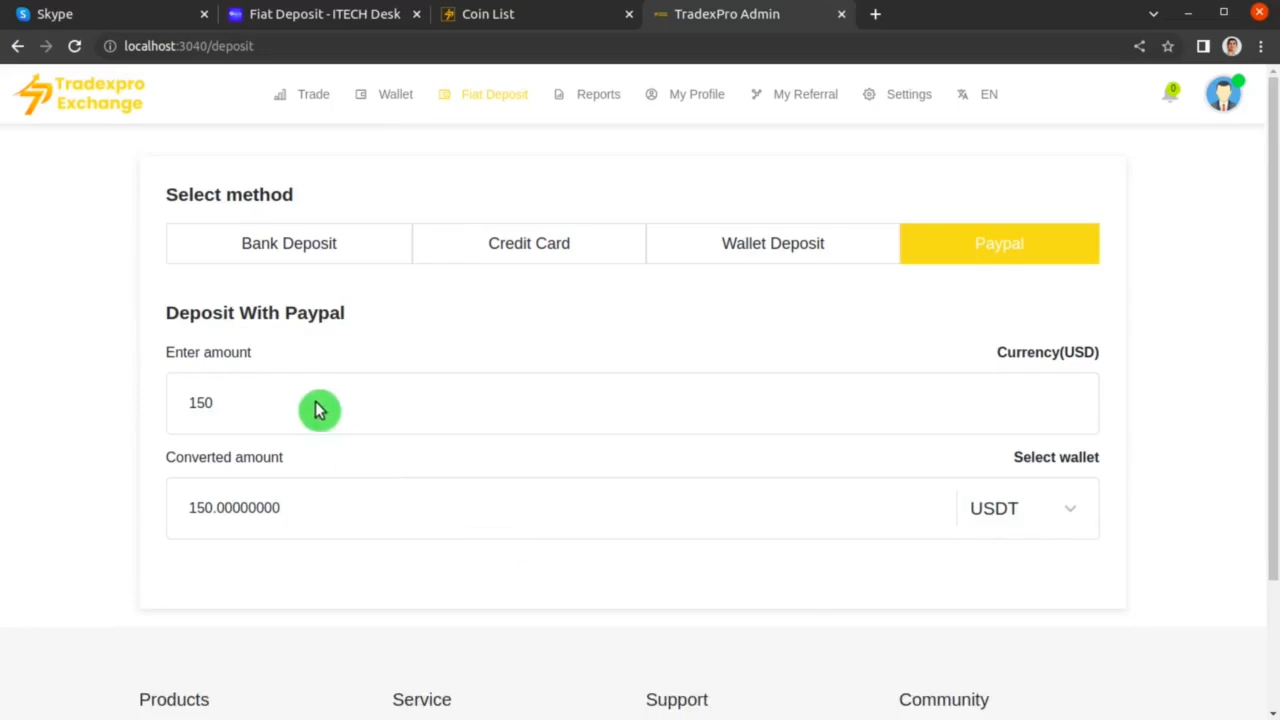 Skype
Fiat Deposit - ITECH Desk
Coin List
TradexPro Admin
localhost:3040/deposit
Tradexpro
Exchange
Trade
Wallet
Fiat Deposit
Reports
My Profile
My Referral
Settings
EN
0
Select method
Bank Deposit
Credit Card
Wallet Deposit
Paypal
Deposit With Paypal
Enter amount
Currency(USD)
150
Converted amount
Select wallet
150.00000000
USDT
Products
Service
Support
Community